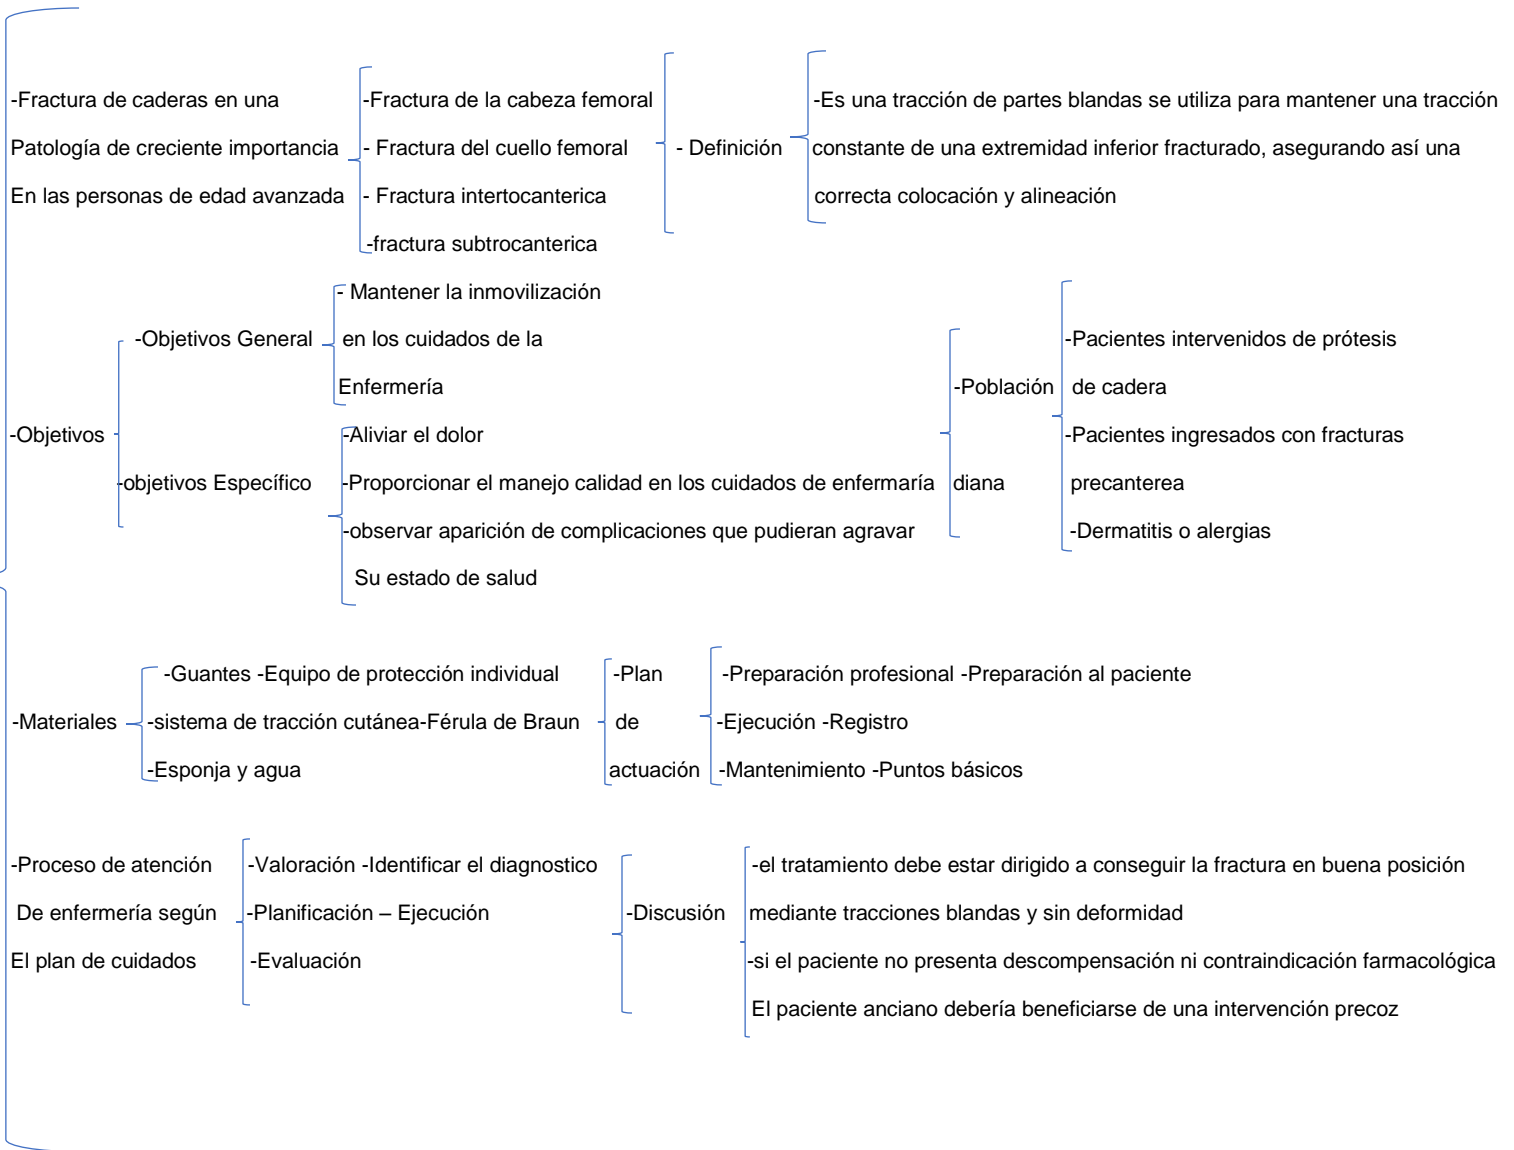 -Fractura de caderas en una
Patología de creciente importancia
En las personas de edad avanzada
-Fractura de la cabeza femoral
- Fractura del cuello femoral
- Fractura intertocanterica
-fractura subtrocanterica
- Definición
-Es una tracción de partes blandas se utiliza para mantener una tracción
constante de una extremidad inferior fracturado, asegurando así una
correcta colocación y alineación
-Objetivos
-Objetivos General
- Mantener la inmovilización
en los cuidados de la
Enfermería
-objetivos Específico
-Aliviar el dolor
-Proporcionar el manejo calidad en los cuidados de enfermaría
-observar aparición de complicaciones que pudieran agravar
Su estado de salud
-Población
diana
-Pacientes intervenidos de prótesis
de cadera
-Pacientes ingresados con fracturas
precanterea
-Dermatitis o alergias
-Materiales
-Guantes -Equipo de protección individual
-sistema de tracción cutánea-Férula de Braun
-Esponja y agua
-Plan
de
actuación
-Preparación profesional -Preparación al paciente
-Ejecución -Registro
-Mantenimiento -Puntos básicos
-Proceso de atención
De enfermería según
El plan de cuidados
-Valoración -Identificar el diagnostico
-Planificación – Ejecución
-Evaluación
-Discusión
-el tratamiento debe estar dirigido a conseguir la fractura en buena posición
mediante tracciones blandas y sin deformidad
-si el paciente no presenta descompensación ni contraindicación farmacológica
El paciente anciano debería beneficiarse de una intervención precoz